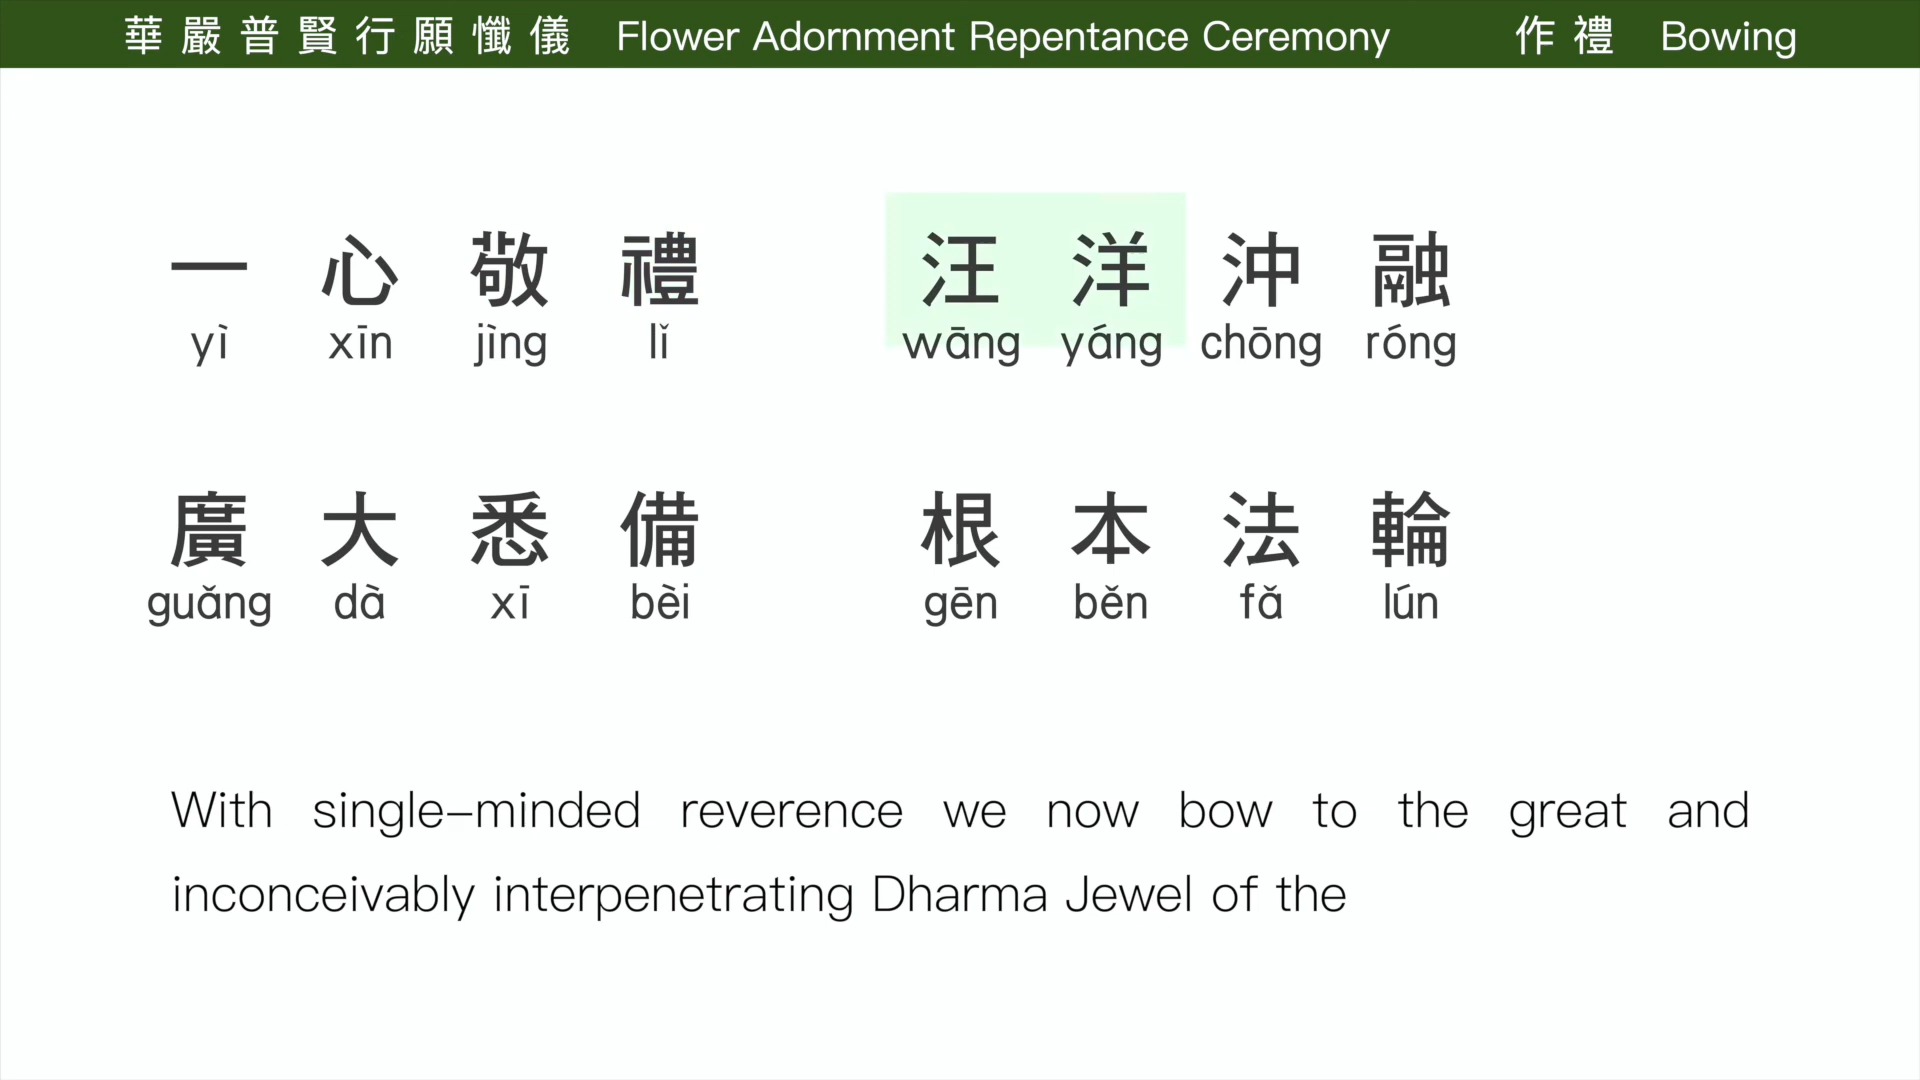 華嚴普賢行願懺儀 Flower Adornment Repentance Ceremony 作禮 Bowing
一心敬禮 汪洋沖融
yì xīn jìng lǐ wāng yáng chōng róng
廣大悉備 根本法輪
guǎng dà xī bèi gēn běn fǎ lún
With single-minded reverence we now bow to the great and
inconceivably interpenetrating Dharma Jewel of the